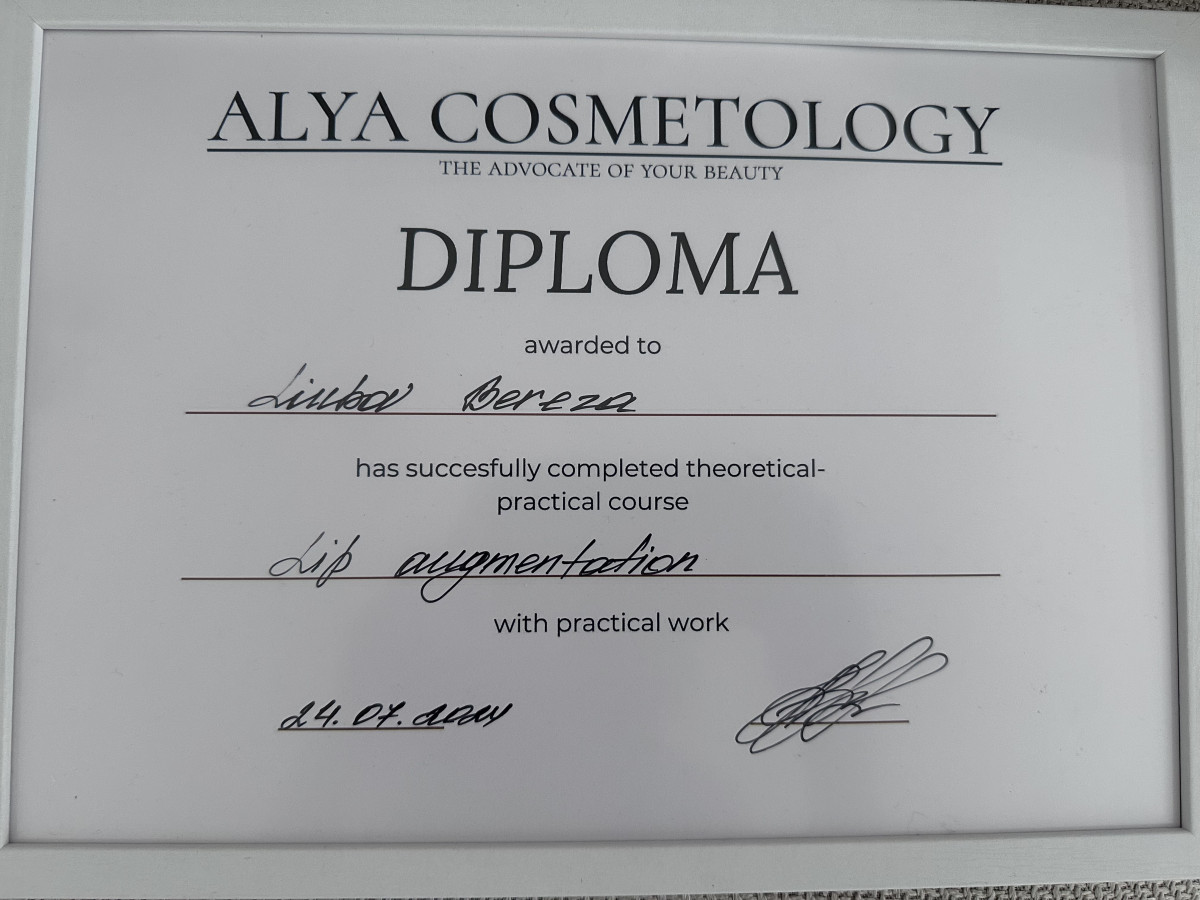 ALYA COSMETOLOGY
THE ADVOCATE OF YOUR BEAUTY
DIPLOMA
awarded to
Liubov Bereza
has succesfully completed theoretical-
practical course
Lip augmentation
with practical work
24.07.2024